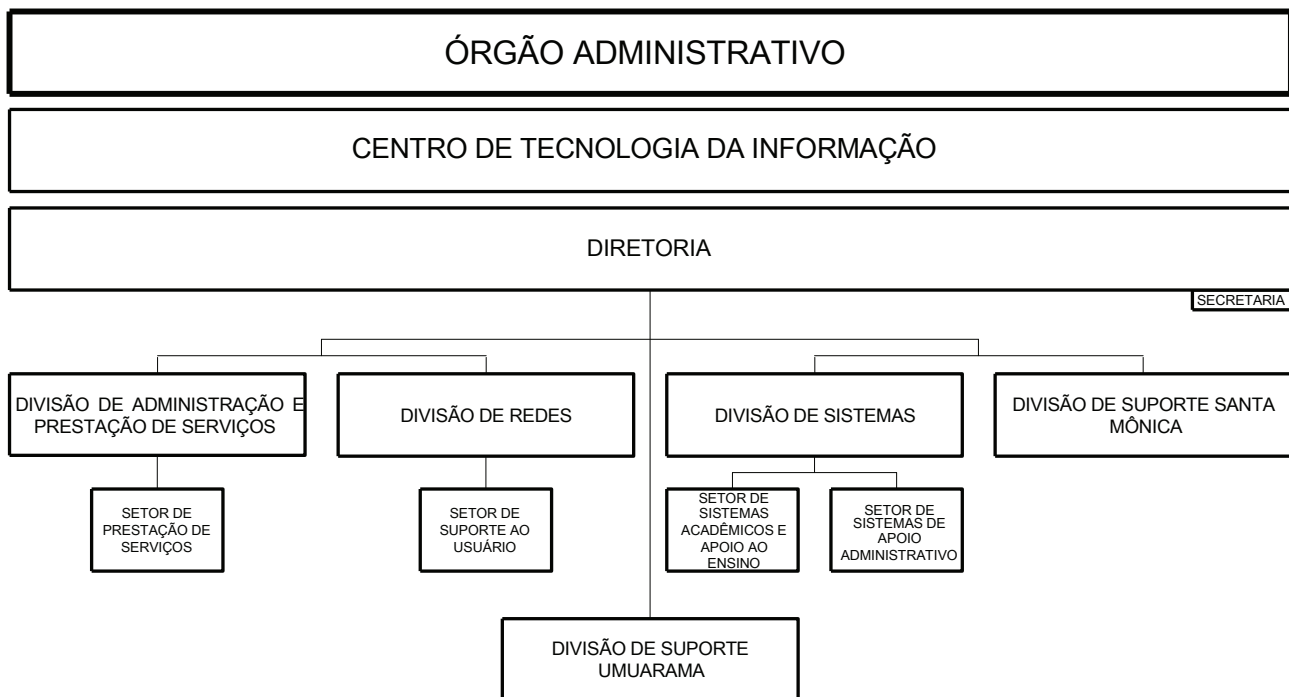 ÓRGÃO ADMINISTRATIVO
CENTRO DE TECNOLOGIA DA INFORMAÇÃO
DIRETORIA
SECRETARIA
DIVISÃO DE ADMINISTRAÇÃO E
PRESTAÇÃO DE SERVIÇOS
DIVISÃO DE REDES
DIVISÃO DE SISTEMAS
DIVISÃO DE SUPORTE SANTA
MÔNICA
SETOR DE
PRESTAÇÃO DE
SERVIÇOS
SETOR DE
SUPORTE AO
USUÁRIO
SETOR DE
SISTEMAS
ACADÊMICOS E
APOIO AO
ENSINO
SETOR DE
SISTEMAS DE
APOIO
ADMINISTRATIVO
DIVISÃO DE SUPORTE
UMUARAMA